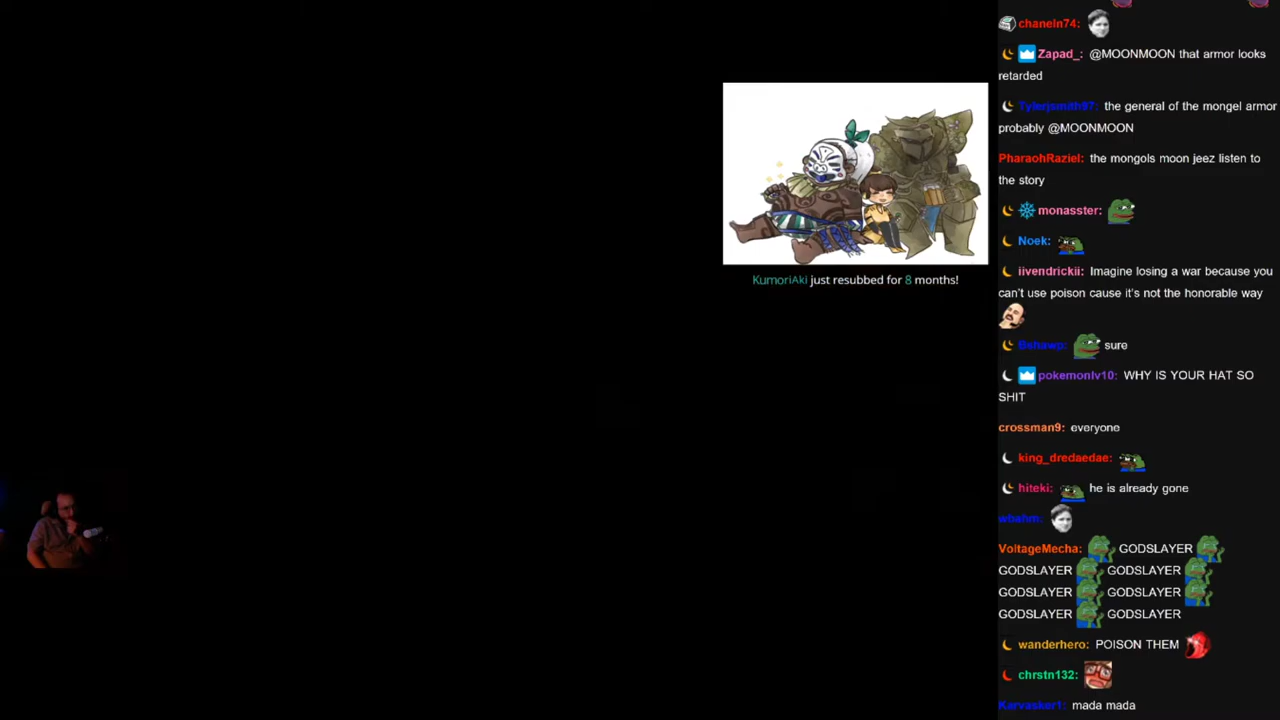 KumoriAki just resubbed for 8 months!
chaneln74:
Zapad_: @MOONMOON that armor looks
retarded
Tylerjsmith97: the general of the mongel armor
probably @MOONMOON
PharaohRaziel: the mongols moon jeez listen to
the story
monasster:
Noek:
iivendrickii: Imagine losing a war because you
can't use poison cause it's not the honorable way
Bshawp: sure
pokemonlv10: WHY IS YOUR HAT SO
SHIT
crossman9: everyone
king_dredaedae:
hiteki: he is already gone
whahm:
VoltageMecha: GODSLAYER
GODSLAYER GODSLAYER
GODSLAYER GODSLAYER
GODSLAYER GODSLAYER
wanderhero: POISON THEM
chrstn132:
Karvasker1: mada mada